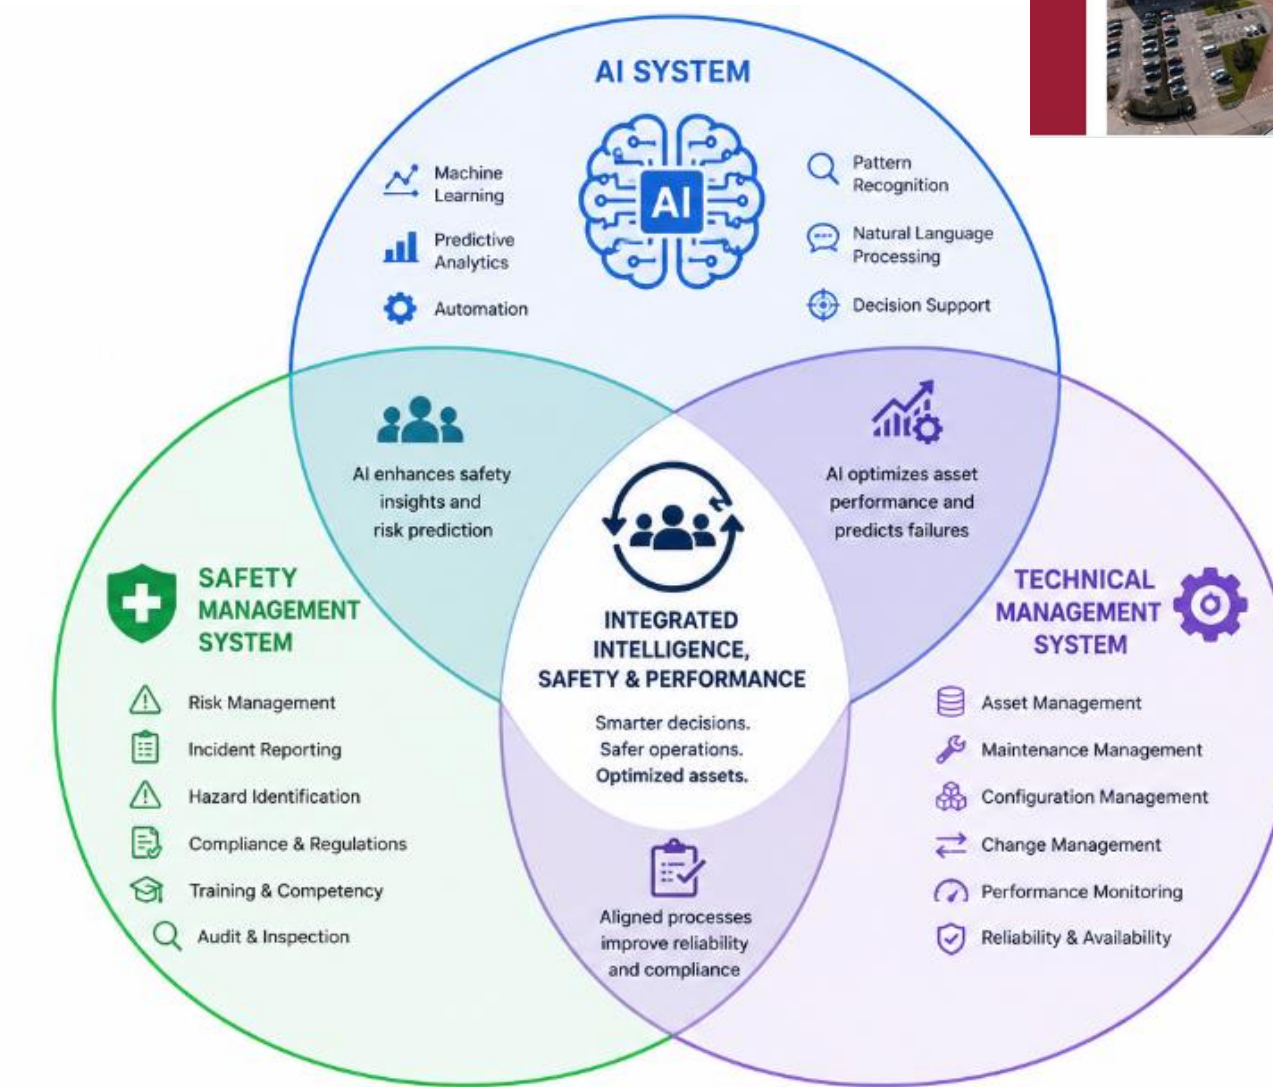 AI SYSTEM
Machine
Learning
Predictive
Analytics
Automation
AI
Pattern
Recognition
Natural Language
Processing
Decision Support
AI enhances safety
insights and
risk prediction
AI optimizes asset
performance and
predicts failures
SAFETY
MANAGEMENT
SYSTEM
Risk Management
Incident Reporting
Hazard Identification
Compliance & Regulations
Training & Competency
Audit & Inspection
INTEGRATED
INTELLIGENCE,
SAFETY & PERFORMANCE
Smarter decisions.
Safer operations.
Optimized assets.
TECHNICAL
MANAGEMENT
SYSTEM
Asset Management
Maintenance Management
Configuration Management
Change Management
Performance Monitoring
Reliability & Availability
Aligned processes
improve reliability
and compliance